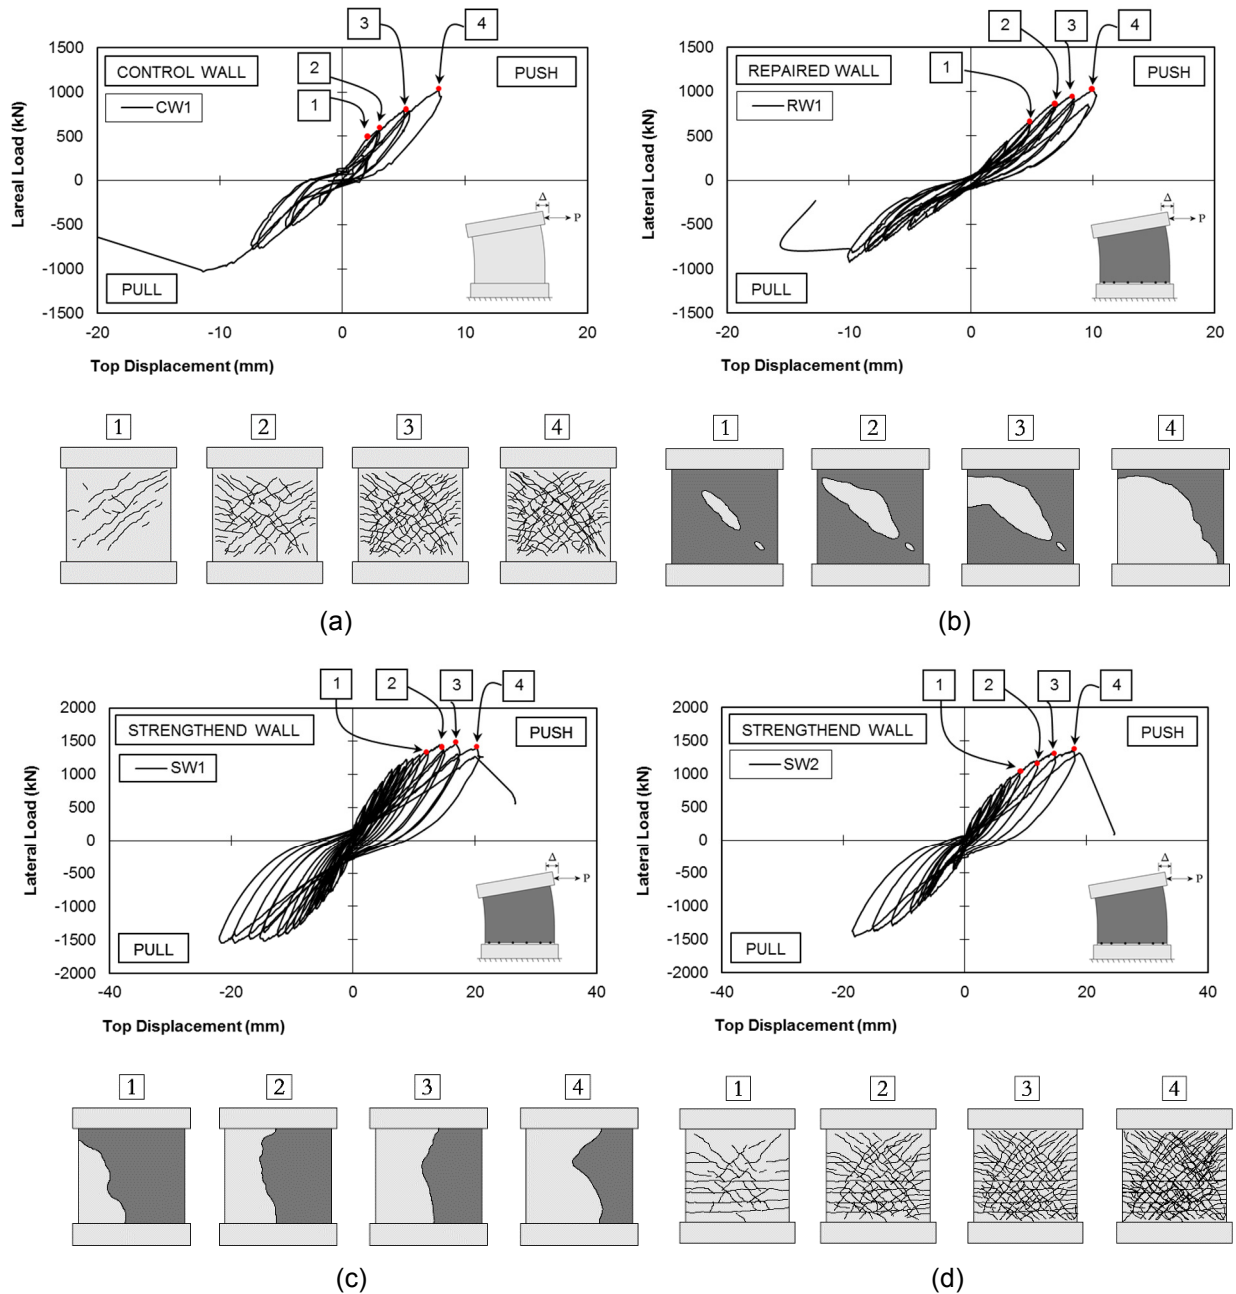 3
4
2
1
1500
1000
500
0
-500
-1000
-1500
CONTROL WALL
CW1
PUSH
PULL
Δ
P
-20
-10
0
10
20
Lareal Load (kN)
Top Displacement (mm)
2
3
4
1
1500
1000
500
0
-500
-1000
-1500
REPAIRED WALL
RW1
PUSH
PULL
Δ
P
-20
-10
0
10
20
Lateral Load (kN)
Top Displacement (mm)
1
2
3
4
(a)
1
2
3
4
(b)
1
2
3
4
2000
1500
1000
500
0
-500
-1000
-1500
-2000
STRENGTHEND WALL
SW1
PUSH
PULL
Δ
P
-40
-20
0
20
40
Lateral Load (kN)
Top Displacement (mm)
1
2
3
4
2000
1500
1000
500
0
-500
-1000
-1500
-2000
STRENGTHEND WALL
SW2
PUSH
PULL
Δ
P
-40
-20
0
20
40
Lateral Load (kN)
Top Displacement (mm)
1
2
3
4
(c)
1
2
3
4
(d)